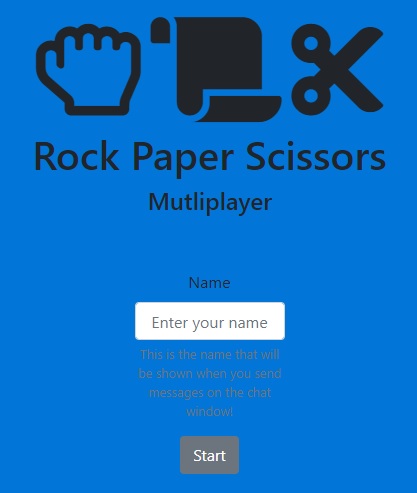 Rock Paper Scissors
Mutliplayer
Name
Enter your name
This is the name that will
be shown when you send
messages on the chat
window!
Start